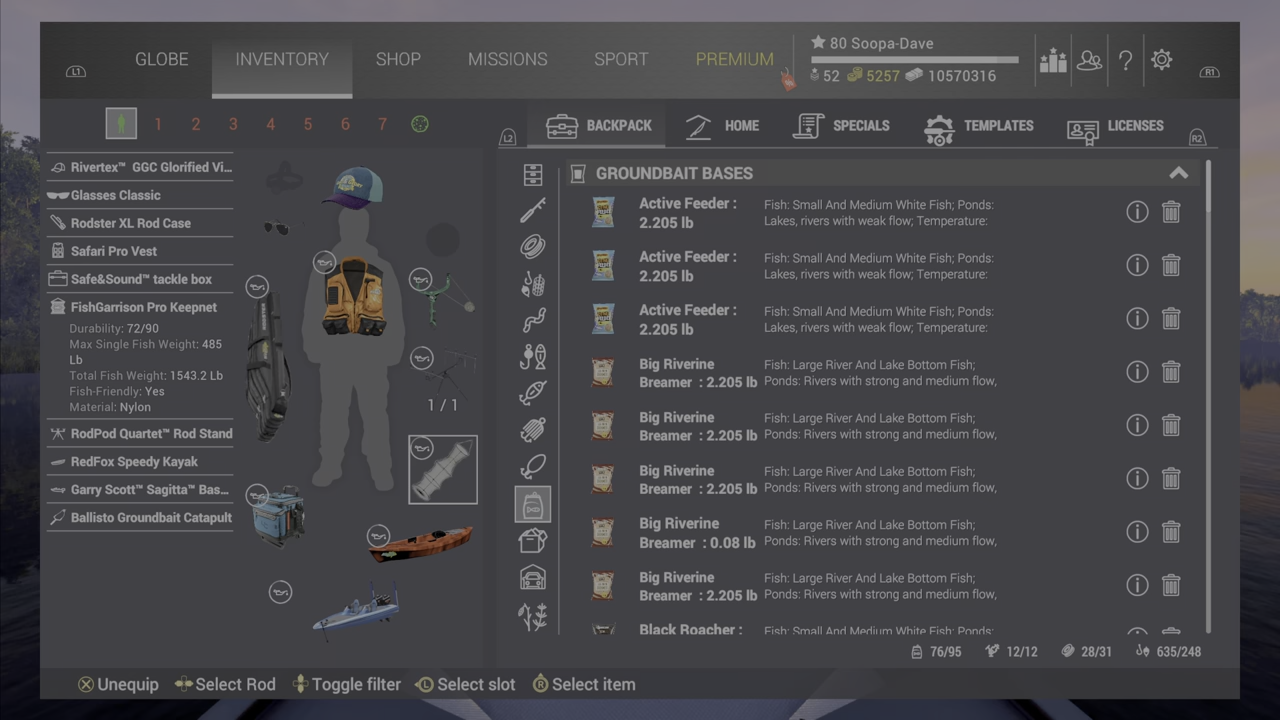 L1
GLOBE
INVENTORY
SHOP
MISSIONS
SPORT
PREMIUM
80 Soopa-Dave
52 5257 10570316
?
R1
1 2 3 4 5 6 7
L2
BACKPACK
HOME
SPECIALS
TEMPLATES
LICENSES
R2
Rivertex™ GGC Glorified Vi...
Glasses Classic
Rodster XL Rod Case
Safari Pro Vest
Safe&Sound™ tackle box
FishGarrison Pro Keepnet
Durability: 72/90
Max Single Fish Weight: 485
Lb
Total Fish Weight: 1543.2 Lb
Fish-Friendly: Yes
Material: Nylon
RodPod Quartet™ Rod Stand
RedFox Speedy Kayak
Garry Scott™ Sagitta™ Bas...
Ballisto Groundbait Catapult
1 / 1
GROUNDBAIT BASES
Active Feeder :
2.205 lb
Fish: Small And Medium White Fish; Ponds:
Lakes, rivers with weak flow; Temperature:
Active Feeder :
2.205 lb
Fish: Small And Medium White Fish; Ponds:
Lakes, rivers with weak flow; Temperature:
Active Feeder :
2.205 lb
Fish: Small And Medium White Fish; Ponds:
Lakes, rivers with weak flow; Temperature:
Big Riverine
Breamer : 2.205 lb
Fish: Large River And Lake Bottom Fish;
Ponds: Rivers with strong and medium flow,
Big Riverine
Breamer : 2.205 lb
Fish: Large River And Lake Bottom Fish;
Ponds: Rivers with strong and medium flow,
Big Riverine
Breamer : 2.205 lb
Fish: Large River And Lake Bottom Fish;
Ponds: Rivers with strong and medium flow,
Big Riverine
Breamer : 0.08 lb
Fish: Large River And Lake Bottom Fish;
Ponds: Rivers with strong and medium flow,
Big Riverine
Breamer : 2.205 lb
Fish: Large River And Lake Bottom Fish;
Ponds: Rivers with strong and medium flow,
Black Roacher :
Fish: Small And Medium White Fish; Ponds:
76/95 12/12 28/31 635/248
Unequip
Select Rod
Toggle filter
L Select slot
R Select item